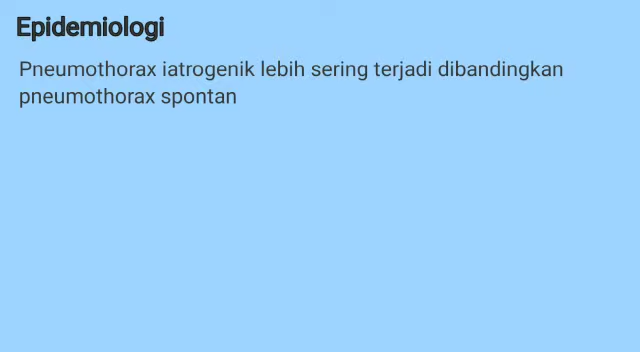 Epidemiologi
Pneumothorax iatrogenik lebih sering terjadi dibandingkan
pneumothorax spontan